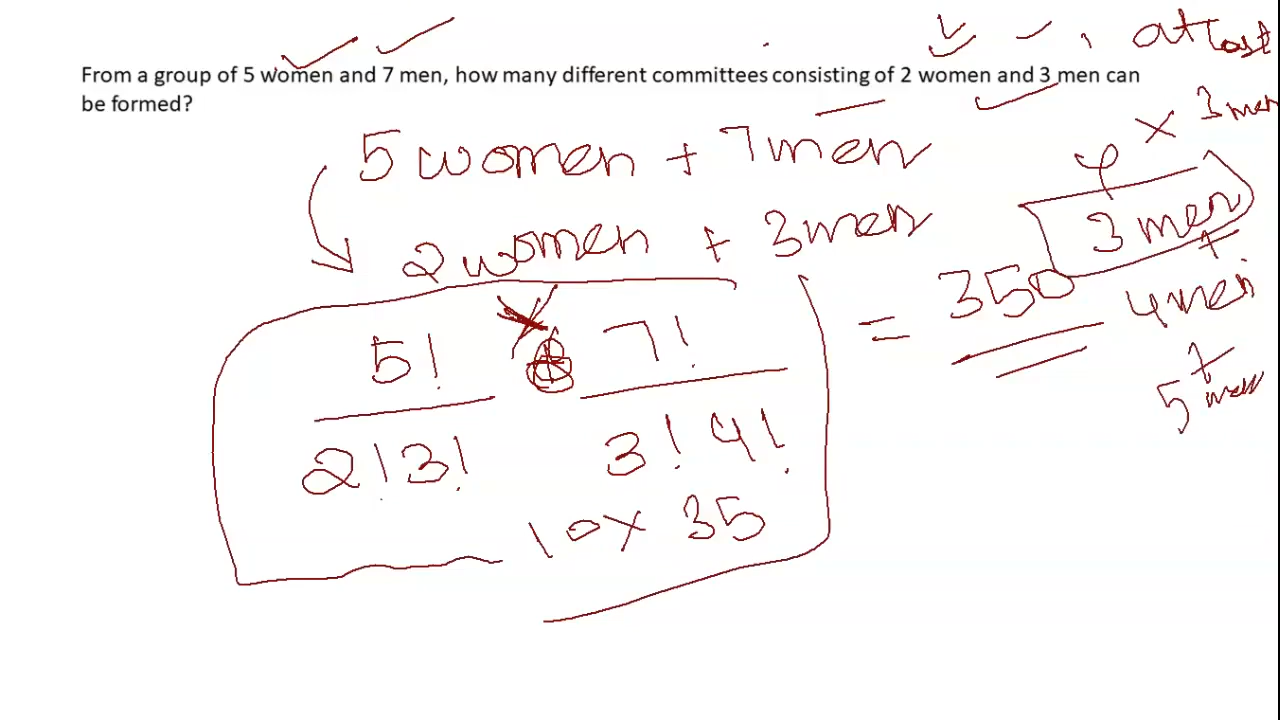 at least
From a group of 5 women and 7 men, how many different committees consisting of 2 women and 3 men can
be formed?
× 3 men
5 women + 7 men
2 women + 3 men
3 men
+
4 men
+
5 men
5! × 7!
2!3! 3!4!
= 350
10 × 35